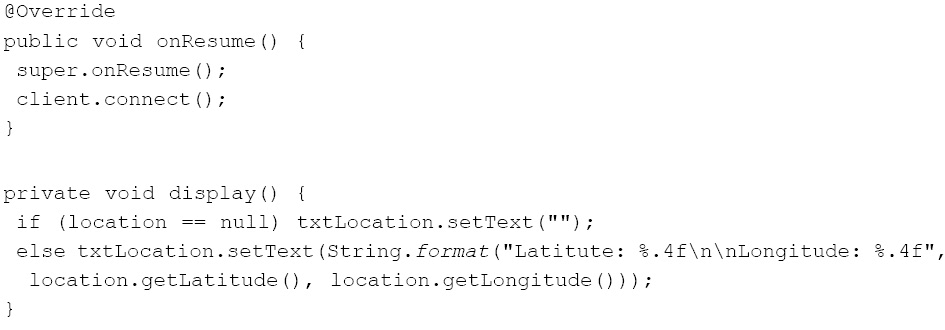 @Override
public void onResume() {
 super.onResume();
 client.connect();
}

private void display() {
 if (location == null) txtLocation.setText("");
 else txtLocation.setText(String.format("Latitute: %.4f\n\nLongitude: %.4f",
  location.getLatitude(), location.getLongitude()));
}